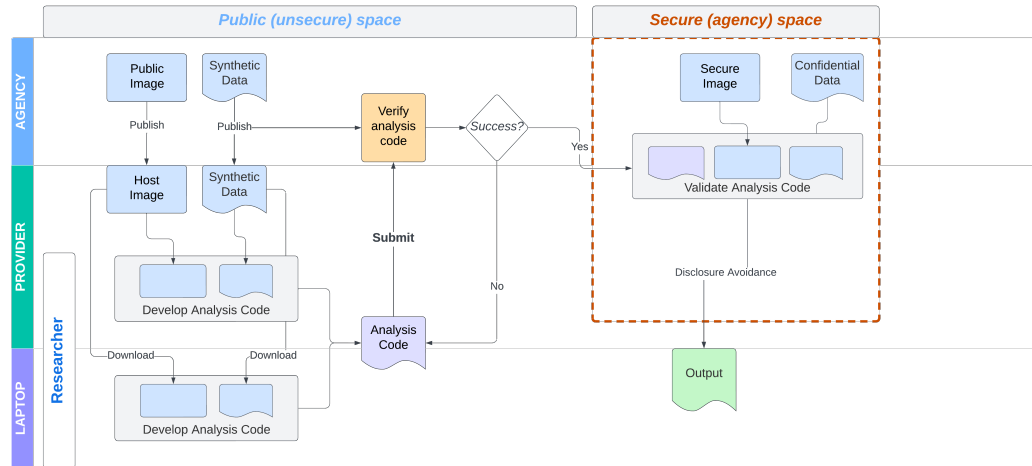 Public (unsecure) space
Secure (agency) space
AGENCY
Public
Image
Synthetic
Data
Publish
Publish
Verify
analysis
code
Success?
Yes
Secure
Image
Confidential
Data
Validate Analysis Code
PROVIDER
Host
Image
Synthetic
Data
Develop Analysis Code
Submit
No
Disclosure Avoidance
Researcher
Analysis
Code
LAPTOP
Download
Download
Develop Analysis Code
Output